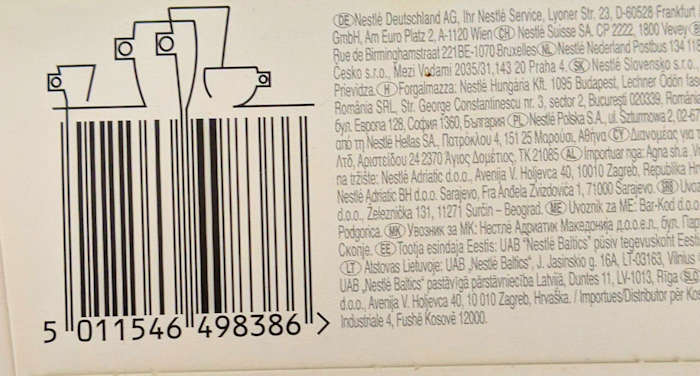 DE Nestlé Deutschland AG, Ihr Nestlé Service, Lyoner Str. 23, D-60528 Frankfurt
GmbH, Am Euro Platz 2, A-1120 Wien CH Nestlé Suisse SA, CP 2222, 1800 Vevey
Rue de Birminghamstraat 221 BE-1070 Bruxelles NL Nestlé Nederland Postbus 134 11
Česko s.r.o., Mezi Vodami 2035/31, 143 20 Praha 4. SK Nestlé Slovensko s.r.o.,
Prievidza. H Forgalmazza: Nestlé Hungária Kft. 1095 Budapest, Lechner Ödön
România SRL, Str. George Constantinescu nr. 3, sector 2, București 020339.
бул. Европа 128, София 1360, България PL Nestlé Polska S.A., ul. Szturmowa 2, 02-67
από τη Nestlé Hellas SA., Πατρόκλου 4, 151 25 Μαρούσι, Αθήνα CY Διανομέας για
Λτδ, Αριστείδου 24 2370 Άγιος Δομέτιος, ΤΚ 21085 AL Importuar nga: Agna sh.a.
na tržište: Nestlé Adriatic d.o.o., Avenija V. Holjevca 40, 10010 Zagreb, Republika
Nestlé Adriatic BH d.o.o. Sarajevo, Fra Anđela Zvizdovića 1, 71000 Sarajevo.
d.o.o., Železnička 131, 11271 Surčin – Beograd. ME Uvoznik za ME: Bar-Kod d.o.o.
Podgorica. MK Увозник за МК: Нестле Адриатик Македонија д.о.о.е.л., бул.
Скопје. EE Tootja esindaja Eestis: UAB "Nestlé Baltics" püsiv tegevuskoht
LT Atstovas Lietuvoje: UAB „Nestlé Baltics", J. Jasinskio g. 16A, LT-03163, Vilnius
UAB „Nestlé Baltics" pastāvīgā pārstāvniecība Latvijā, Duntes 11, LV-1013, Rīga
d.o.o., Avenija V. Holjevca 40, 10 010 Zagreb, Hrvaška. / Importues/Distributor për
Industriale 4, Fushë Kosovë 12000.
5 011546 498386 >